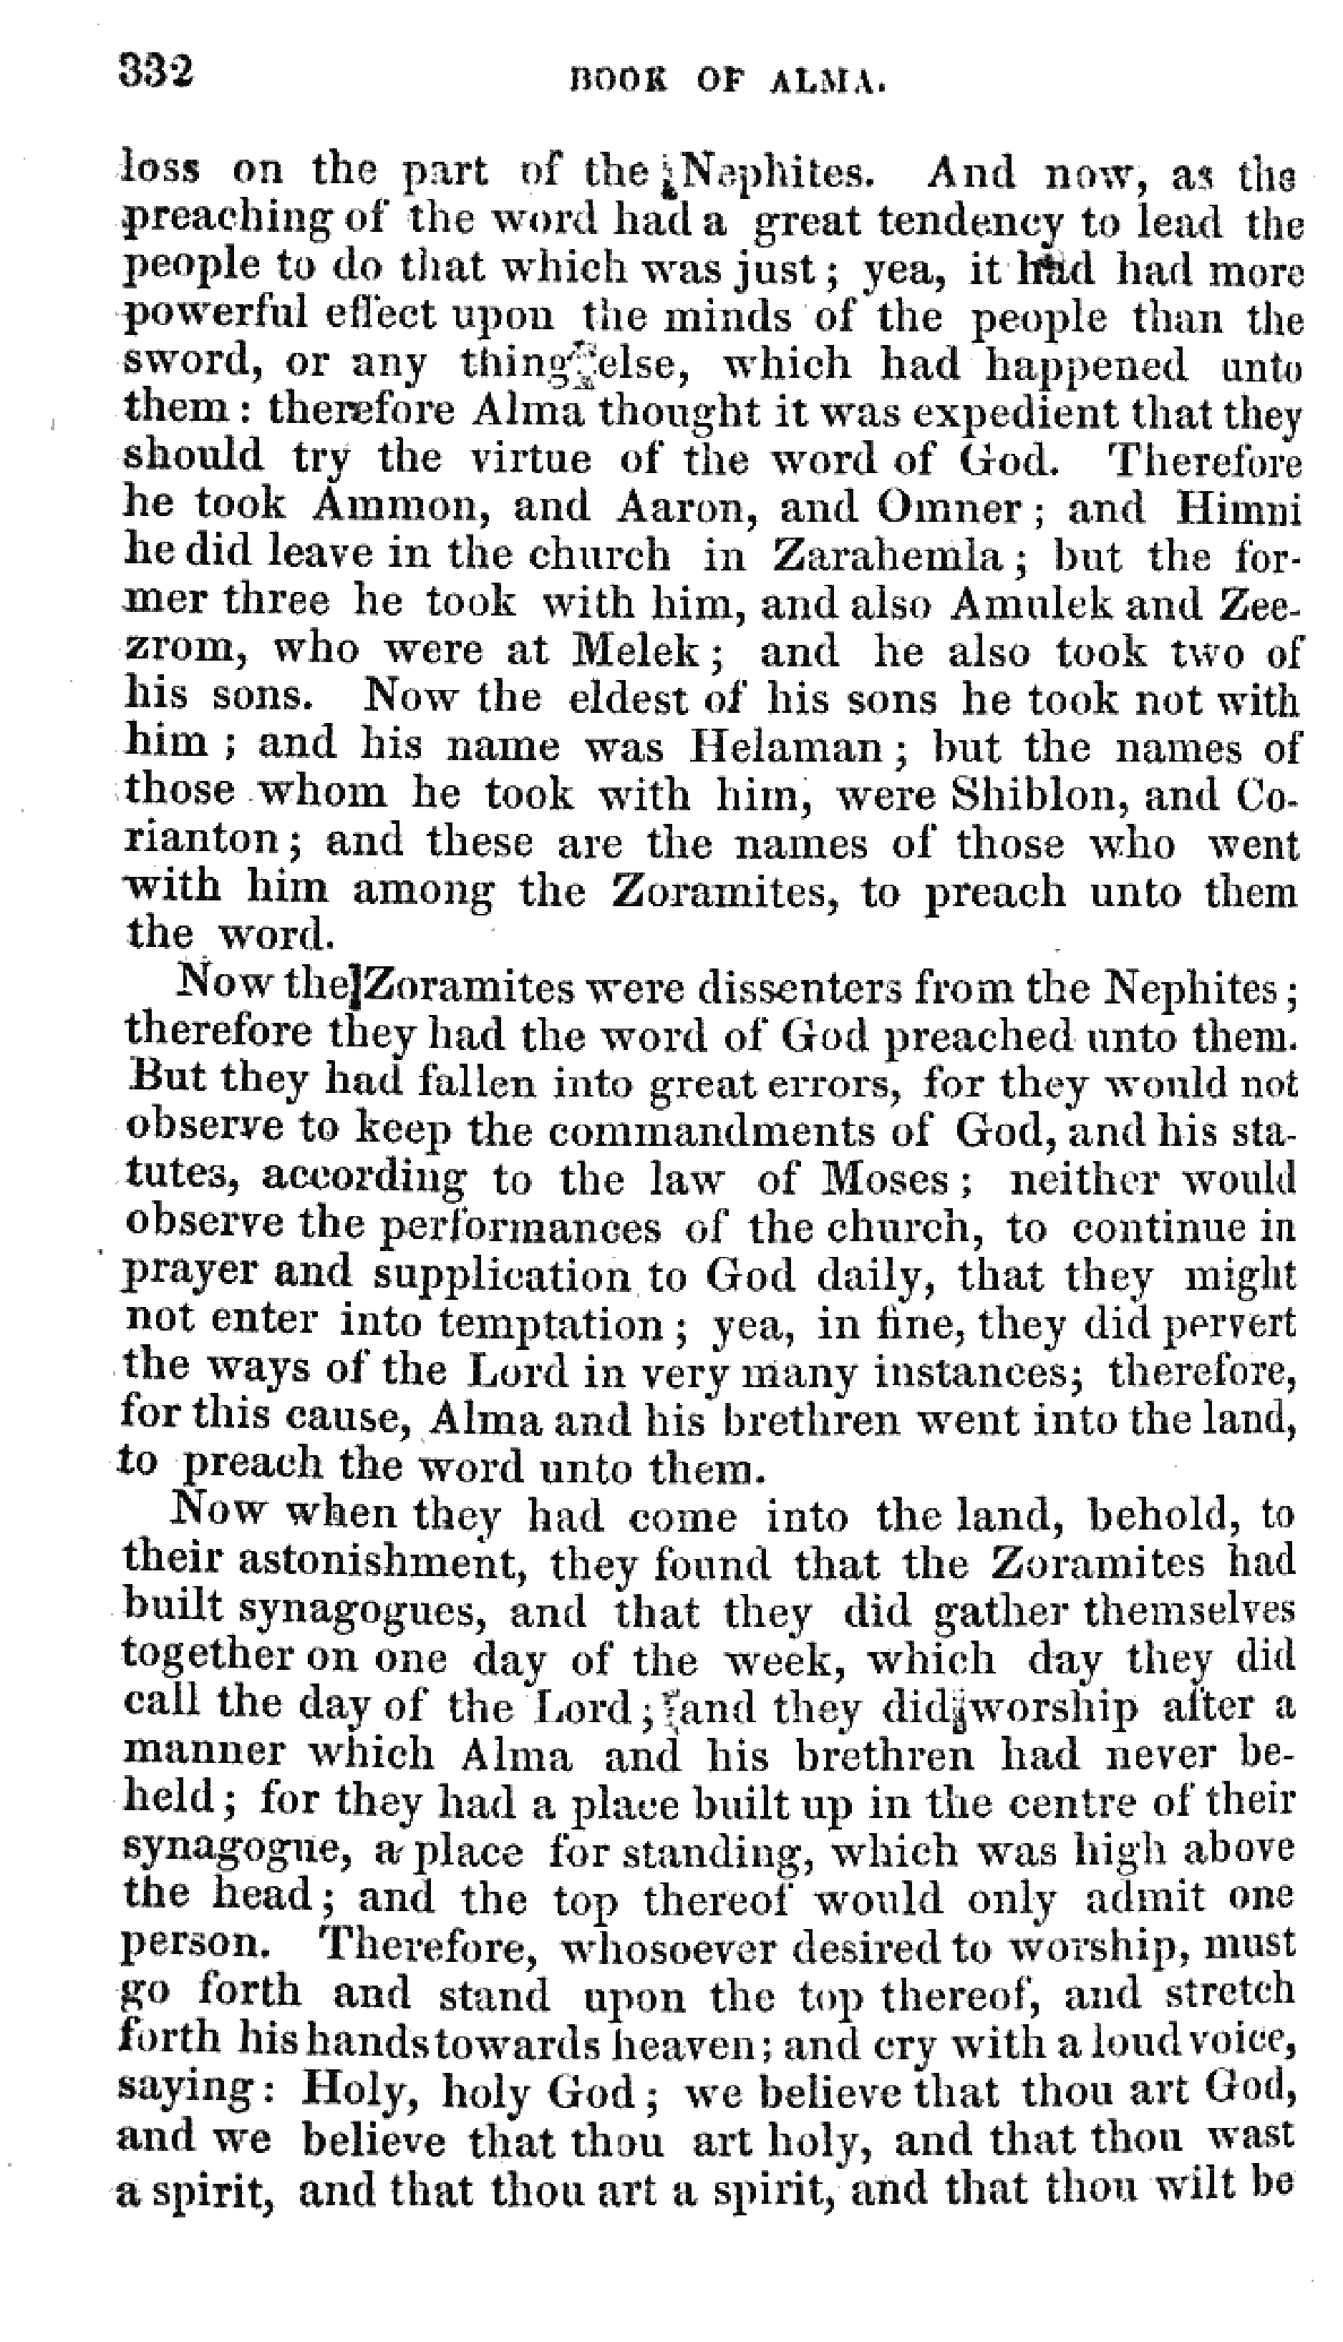 332 BOOK OF ALMA.
loss on the part of the Nephites. And now, as the
preaching of the word had a great tendency to lead the
people to do that which was just; yea, it had had more
powerful effect upon the minds of the people than the
sword, or any thing else, which had happened unto
them: therefore Alma thought it was expedient that they
should try the virtue of the word of God. Therefore
he took Ammon, and Aaron, and Omner; and Himni
he did leave in the church in Zarahemla; but the for-
mer three he took with him, and also Amulek and Zee-
zrom, who were at Melek; and he also took two of
his sons. Now the eldest of his sons he took not with
him; and his name was Helaman; but the names of
those whom he took with him, were Shiblon, and Co-
rianton; and these are the names of those who went
with him among the Zoramites, to preach unto them
the word.
Now the Zoramites were dissenters from the Nephites;
therefore they had the word of God preached unto them.
But they had fallen into great errors, for they would not
observe to keep the commandments of God, and his sta-
tutes, according to the law of Moses; neither would
observe the performances of the church, to continue in
prayer and supplication to God daily, that they might
not enter into temptation; yea, in fine, they did pervert
the ways of the Lord in very many instances; therefore,
for this cause, Alma and his brethren went into the land,
to preach the word unto them.
Now when they had come into the land, behold, to
their astonishment, they found that the Zoramites had
built synagogues, and that they did gather themselves
together on one day of the week, which day they did
call the day of the Lord; and they did worship after a
manner which Alma and his brethren had never be-
held; for they had a place built up in the centre of their
synagogue, a place for standing, which was high above
the head; and the top thereof would only admit one
person. Therefore, whosoever desired to worship, must
go forth and stand upon the top thereof, and stretch
forth his hands towards heaven; and cry with a loud voice,
saying: Holy, holy God; we believe that thou art God,
and we believe that thou art holy, and that thou wast
a spirit, and that thou art a spirit, and that thou wilt be